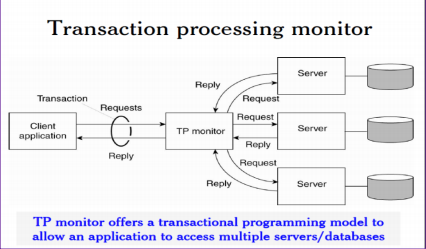 Transaction processing monitor
Transaction
Requests
Client
application
Reply
TP monitor
Reply
Request
Server
Request
Reply
Server
Request
Reply
Server
TP monitor offers a transactional programming model to
allow an application to access multiple servers/databases